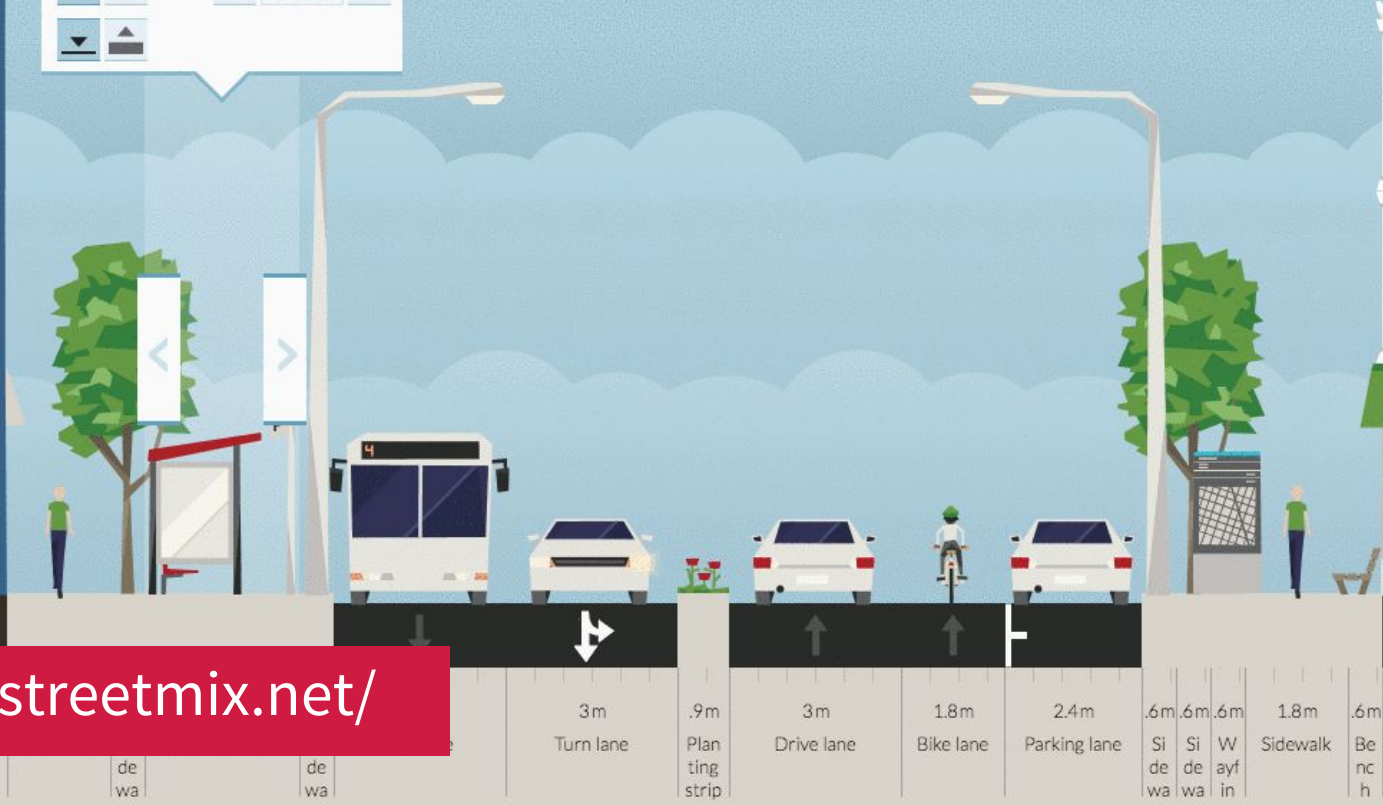 4
streetmix.net/
3m
Turn lane
.9m
Plan
ting
strip
3m
Drive lane
1.8m
Bike lane
2.4m
Parking lane
.6m
Si
de
wa
.6m
Si
de
wa
.6m
W
ayf
in
1.8m
Sidewalk
.6m
Be
nc
h
de
wa
de
wa